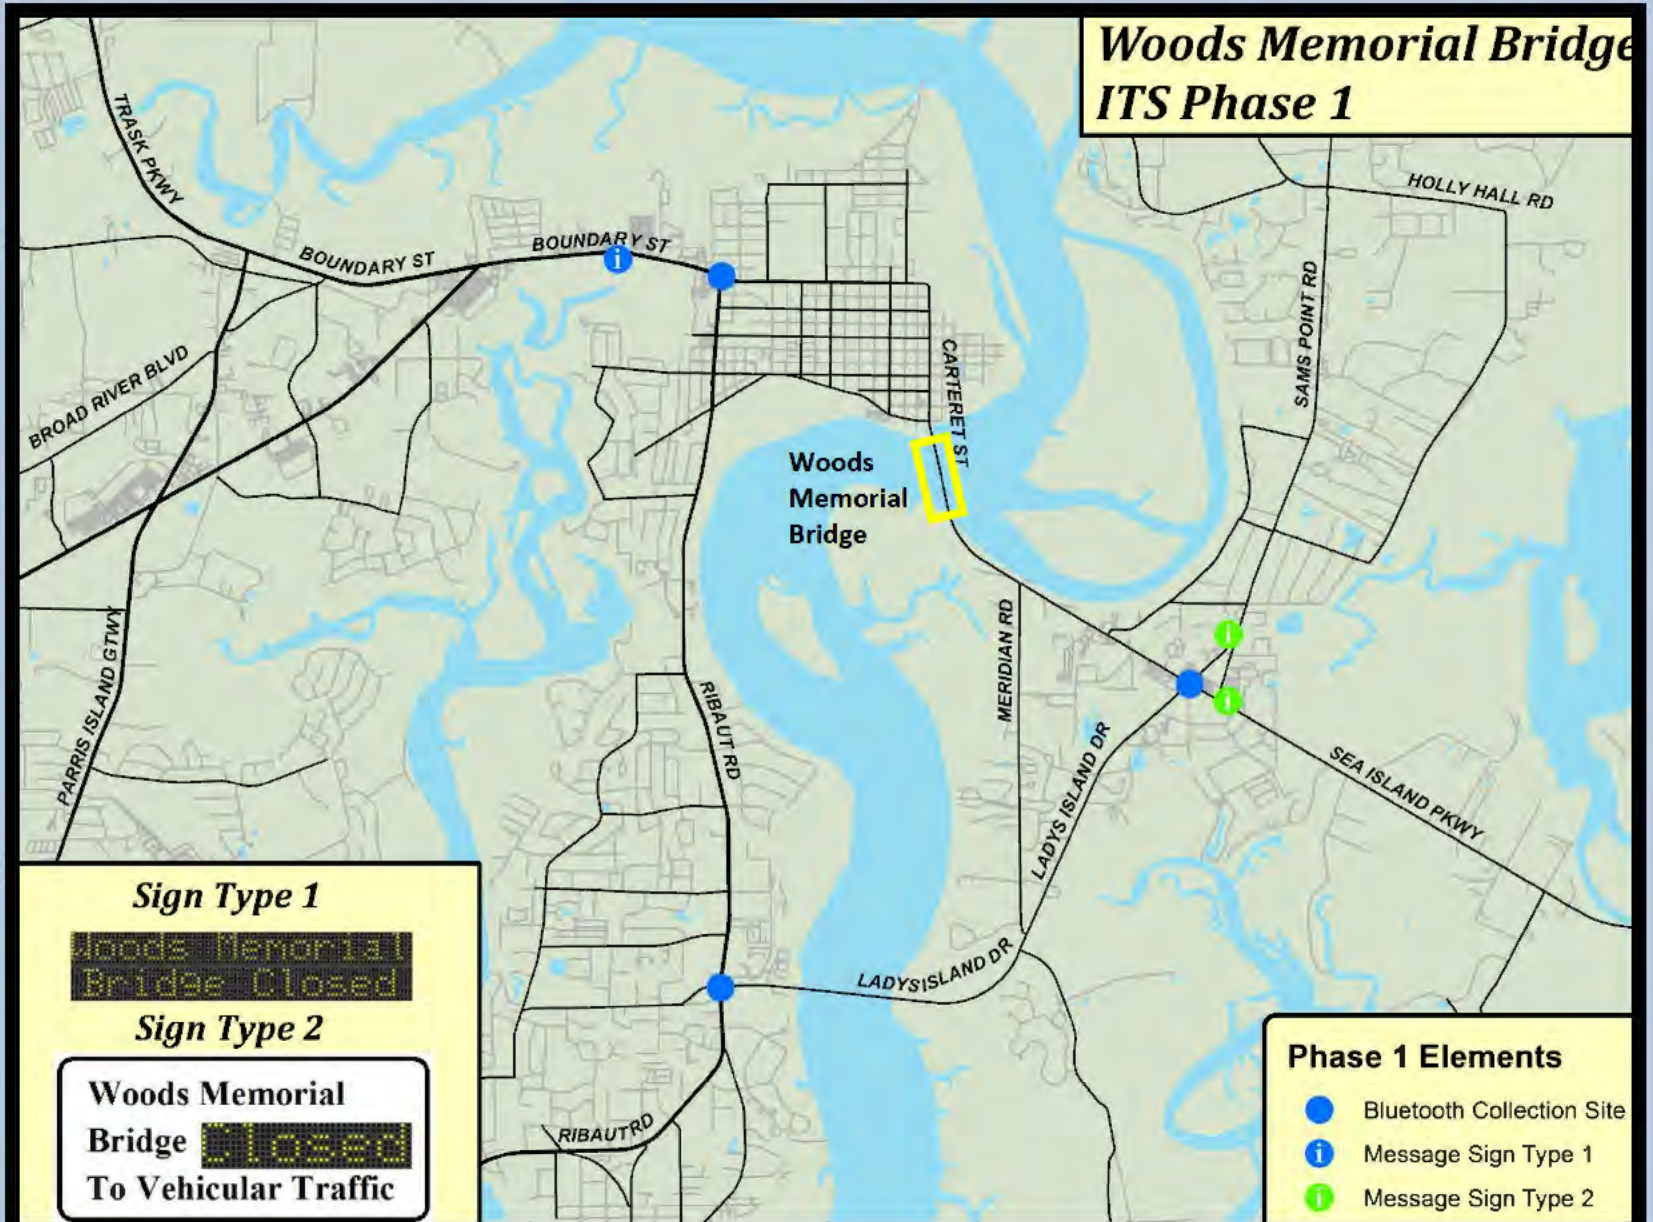 Woods Memorial Bridge
ITS Phase 1
TRASK PKWY
HOLLY HALL RD
BOUNDARY ST
BOUNDARY ST
i
SAMS POINT RD
BROAD RIVER BLVD
CARTERET ST
Woods
Memorial
Bridge
PARRIS ISLAND GTWY
MERIDIAN RD
i
i
RIBAUT RD
LADYS ISLAND DR
SEA ISLAND PKWY
LADYS ISLAND DR
RIBAUT RD
Sign Type 1
Woods Memorial
Bridge Closed
Sign Type 2
Woods Memorial
Bridge Closed
To Vehicular Traffic
Phase 1 Elements
Bluetooth Collection Site
i Message Sign Type 1
i Message Sign Type 2